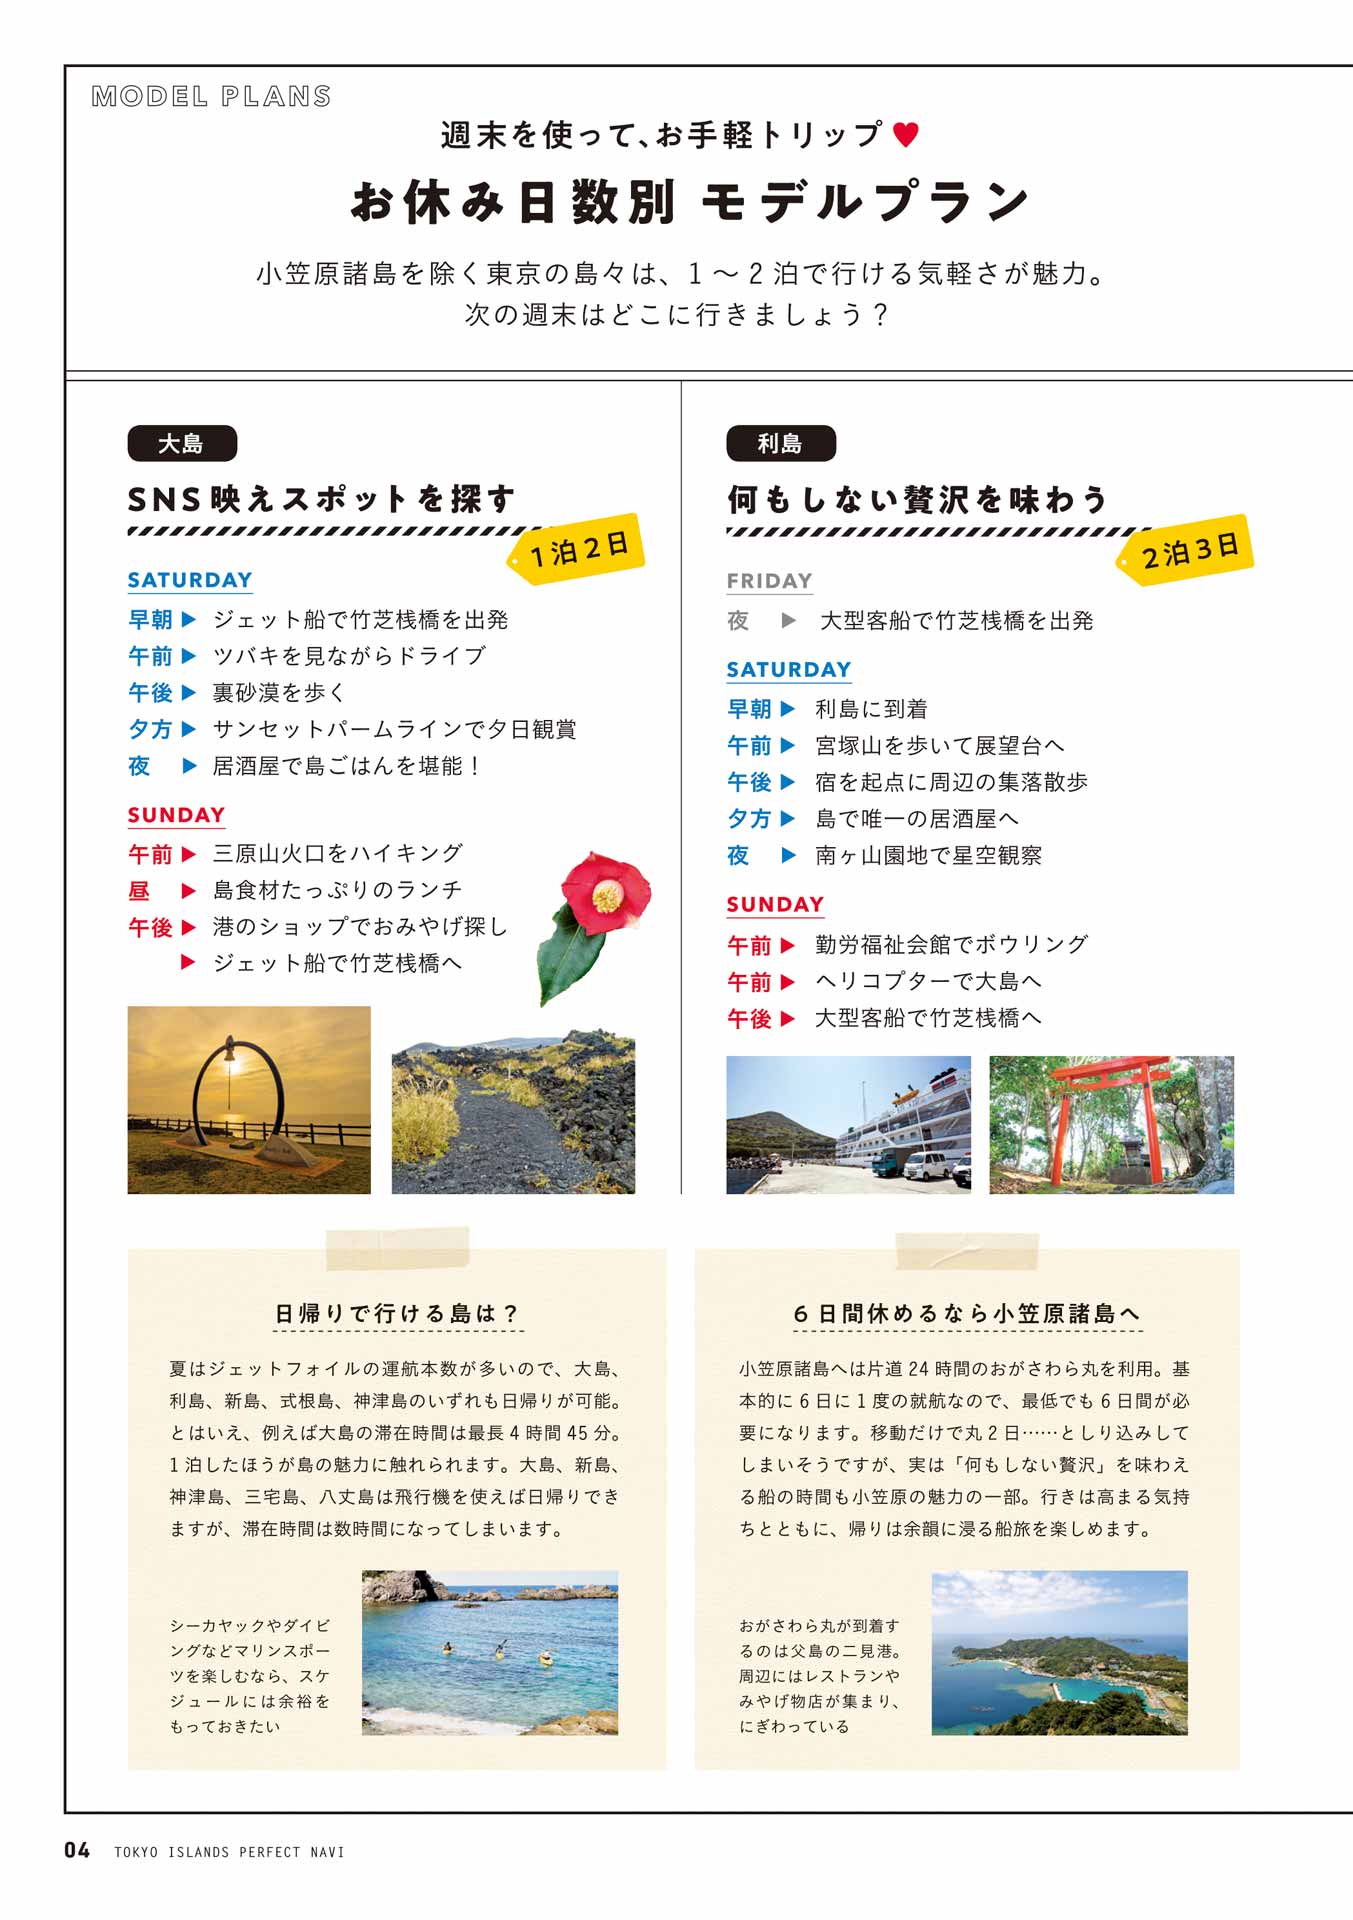 MODEL PLANS
週末を使って、お手軽トリップ♥
お休み日数別 モデルプラン
小笠原諸島を除く東京の島々は、1〜2泊で行ける気軽さが魅力。
次の週末はどこに行きましょう？
大島
SNS映えスポットを探す
1泊2日
SATURDAY
早朝▶ ジェット船で竹芝桟橋を出発
午前▶ ツバキを見ながらドライブ
午後▶ 裏砂漠を歩く
夕方▶ サンセットパームラインで夕日観賞
夜 ▶ 居酒屋で島ごはんを堪能！
SUNDAY
午前▶ 三原山火口をハイキング
昼 ▶ 島食材たっぷりのランチ
午後▶ 港のショップでおみやげ探し
▶ ジェット船で竹芝桟橋へ
利島
何もしない贅沢を味わう
2泊3日
FRIDAY
夜 ▶ 大型客船で竹芝桟橋を出発
SATURDAY
早朝▶ 利島に到着
午前▶ 宮塚山を歩いて展望台へ
午後▶ 宿を起点に周辺の集落散歩
夕方▶ 島で唯一の居酒屋へ
夜 ▶ 南ヶ山園地で星空観察
SUNDAY
午前▶ 勤労福祉会館でボウリング
午前▶ ヘリコプターで大島へ
午後▶ 大型客船で竹芝桟橋へ
日帰りで行ける島は？
夏はジェットフォイルの運航本数が多いので、大島、
利島、新島、式根島、神津島のいずれも日帰りが可能。
とはいえ、例えば大島の滞在時間は最長4時間45分。
1泊したほうが島の魅力に触れられます。大島、新島、
神津島、三宅島、八丈島は飛行機を使えば日帰りでき
ますが、滞在時間は数時間になってしまいます。
シーカヤックやダイビ
ングなどマリンスポー
ツを楽しむなら、スケ
ジュールには余裕を
もっておきたい
6日間休めるなら小笠原諸島へ
小笠原諸島へは片道24時間のおがさわら丸を利用。基
本的に6日に1度の就航なので、最低でも6日間が必
要になります。移動だけで丸2日……としり込みして
しまいそうですが、実は「何もしない贅沢」を味わえ
る船の時間も小笠原の魅力の一部。行きは高まる気持
ちとともに、帰りは余韻に浸る船旅を楽しめます。
おがさわら丸が到着す
るのは父島の二見港。
周辺にはレストランや
みやげ物店が集まり、
にぎわっている
04 TOKYO ISLANDS PERFECT NAVI